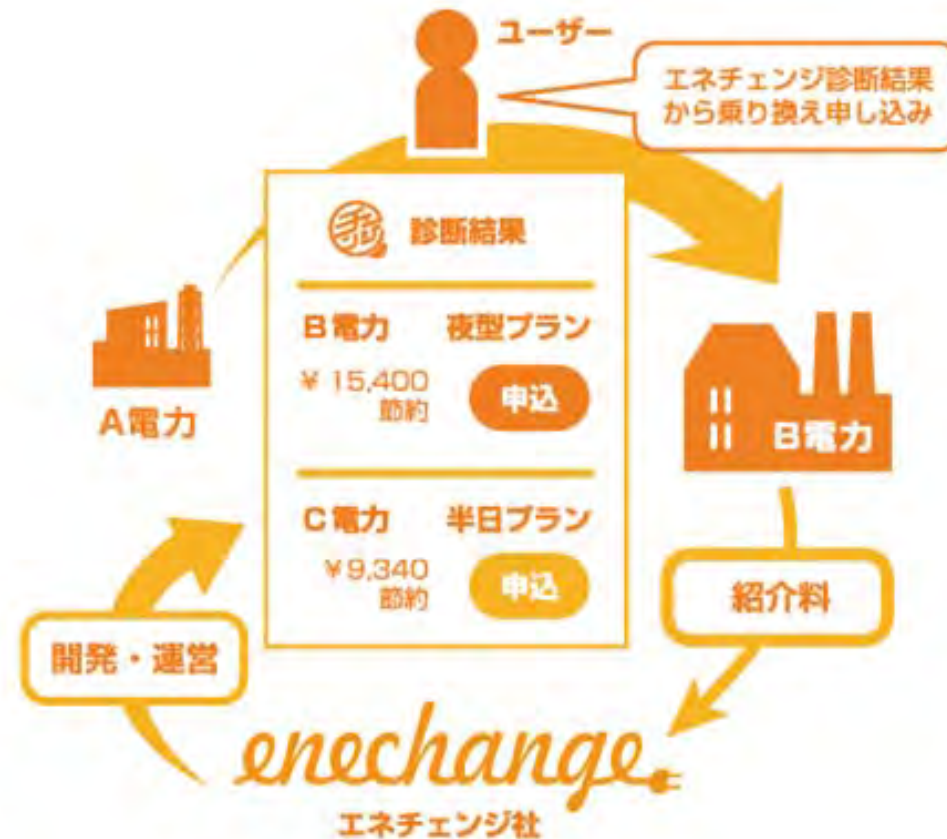 ユーザー
エネチェンジ診断結果
から乗り換え申し込み
診断結果
B電力 夜型プラン
¥ 15,400
節約
申込
A電力
B電力
C電力 半日プラン
¥9,340
節約
申込
紹介料
開発・運営
enechange
エネチェンジ社